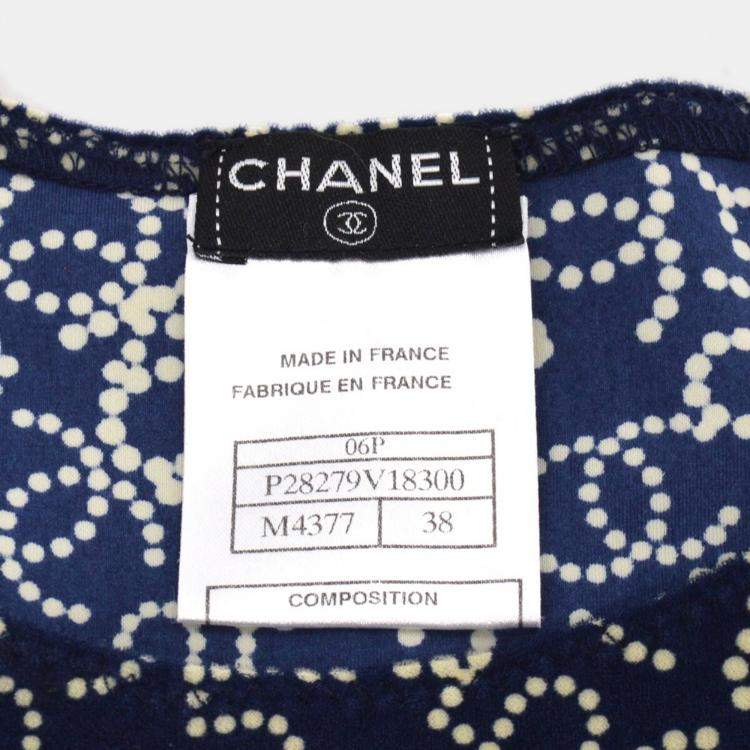 CHANEL
MADE IN FRANCE
FABRIQUE EN FRANCE
06P
P28279V18300
M4377 38
COMPOSITION